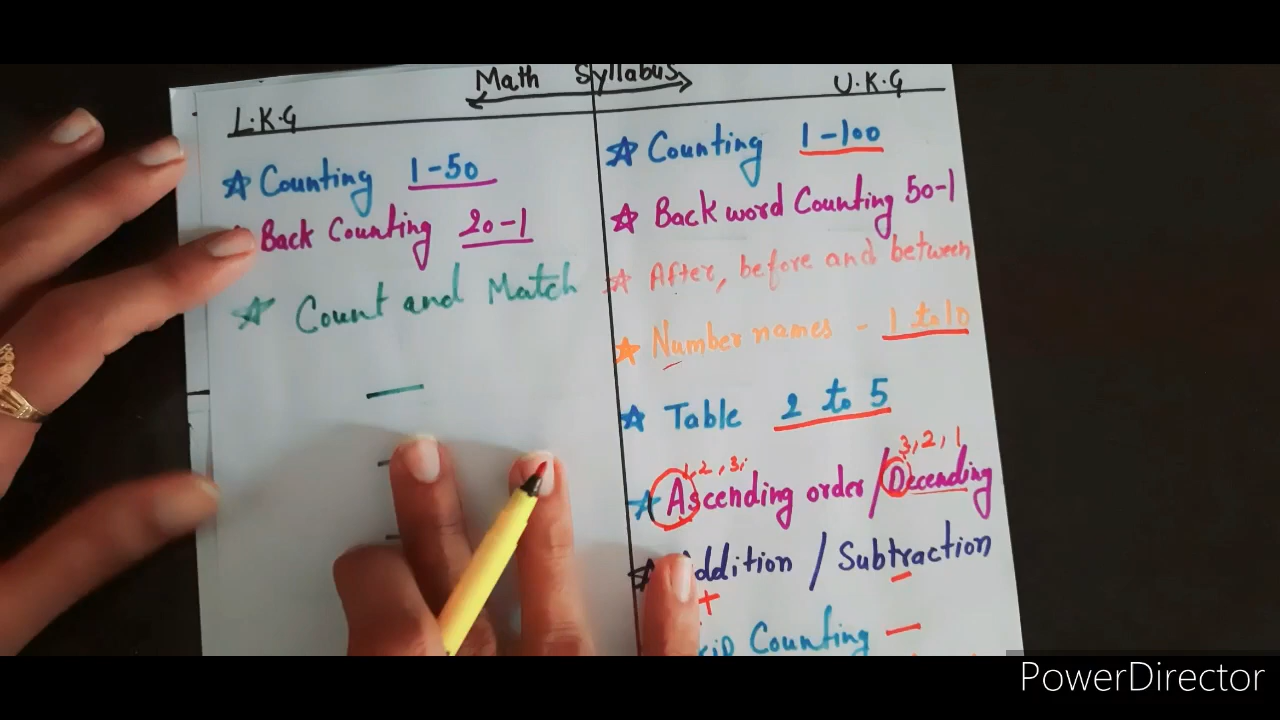 Math Syllabus
L.K.G
☆ Counting 1-50
Back Counting 20-1
☆ Count and Match
U.K.G
☆ Counting 1-100
☆ Back word Counting 50-1
☆ After, before and between
☆ Number names - 1 to 10
☆ Table 2 to 5
1, 2, 3, 3, 2, 1
☆ Ascending order / Decending
☆ Addition / Subtraction
+ -
Counting -
PowerDirector